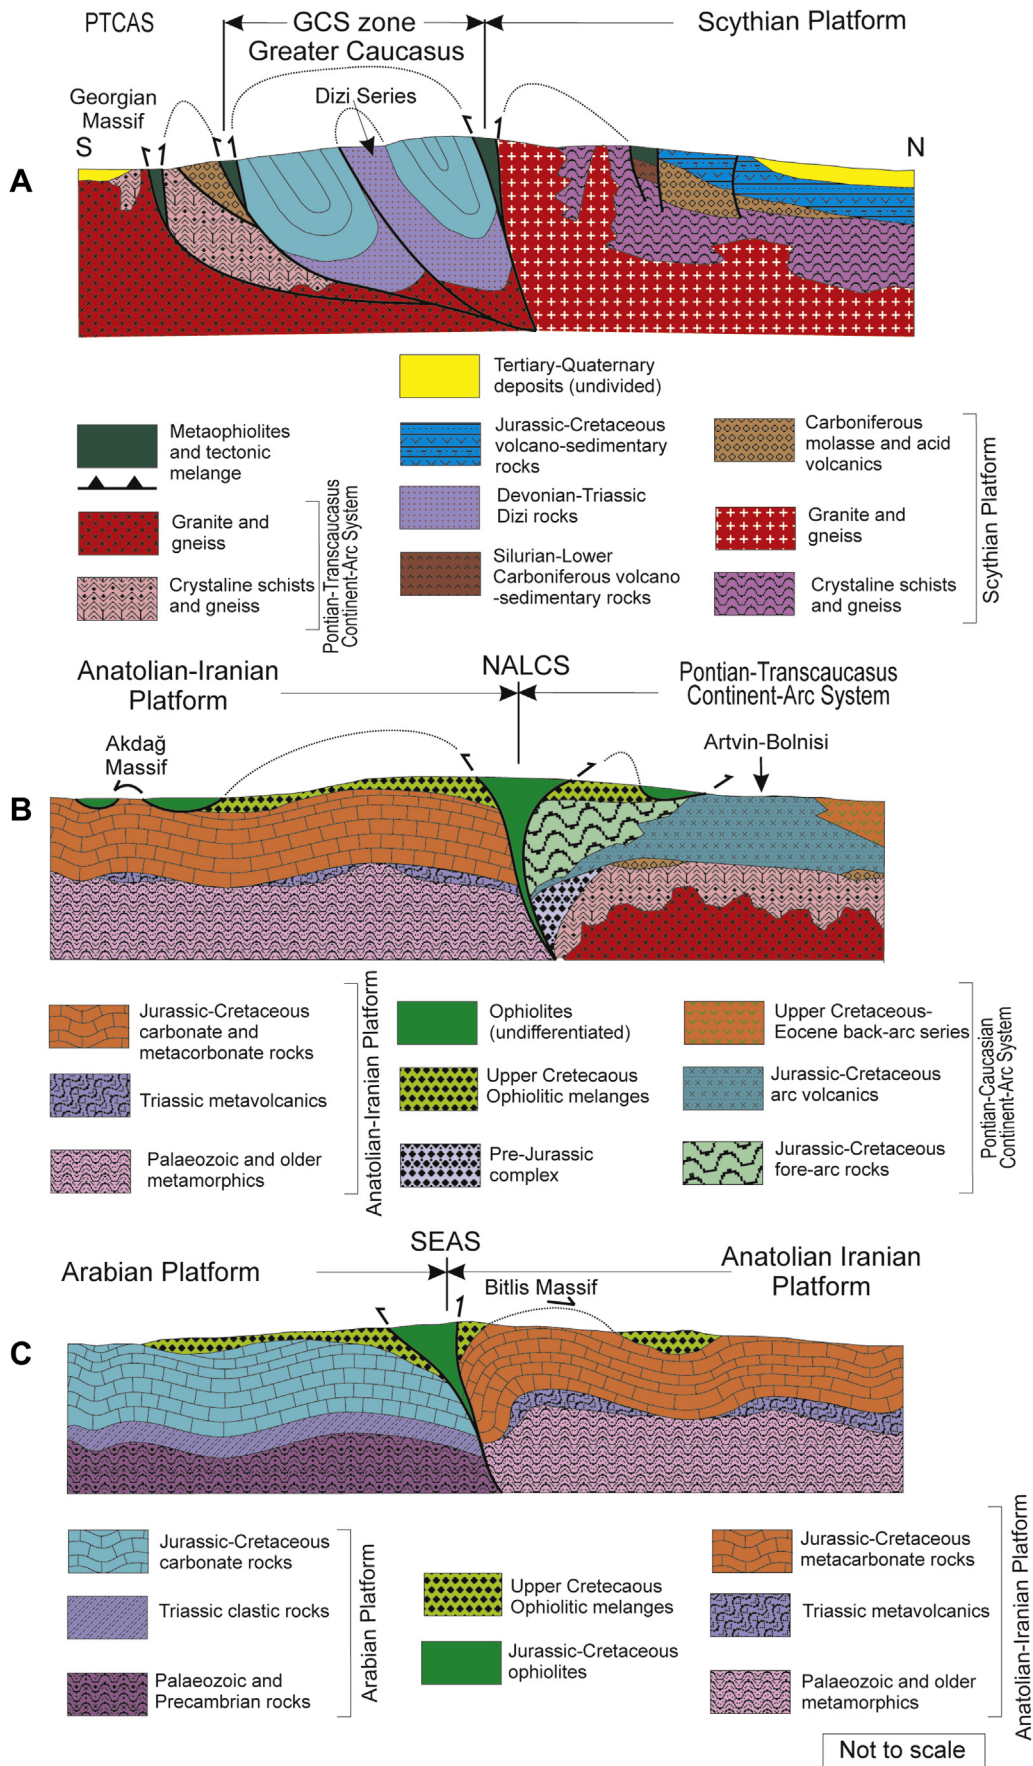 PTCAS
GCS zone
Greater Caucasus
Scythian Platform
Georgian
Massif
Dizi Series
S
N
A
Tertiary-Quaternary
deposits (undivided)
Metaophiolites
and tectonic
melange
Jurassic-Cretaceous
volcano-sedimentary
rocks
Carboniferous
molasse and acid
volcanics
Granite and
gneiss
Devonian-Triassic
Dizi rocks
Granite and
gneiss
Crystaline schists
and gneiss
Silurian-Lower
Carboniferous volcano
-sedimentary rocks
Crystaline schists
and gneiss
Pontian-Transcaucasus
Continent-Arc System
Scythian Platform
Anatolian-Iranian
Platform
NALCS
Pontian-Transcaucasus
Continent-Arc System
Akdağ
Massif
Artvin-Bolnisi
B
Jurassic-Cretaceous
carbonate and
metacorbonate rocks
Ophiolites
(undifferentiated)
Upper Cretaceous-
Eocene back-arc series
Triassic metavolcanics
Upper Cretecaous
Ophiolitic melanges
Jurassic-Cretaceous
arc volcanics
Palaeozoic and older
metamorphics
Pre-Jurassic
complex
Jurassic-Cretaceous
fore-arc rocks
Anatolian-Iranian Platform
Pontian-Caucasian
Continent-Arc System
Arabian Platform
SEAS
Anatolian Iranian
Platform
Bitlis Massif
C
Jurassic-Cretaceous
carbonate rocks
Upper Cretecaous
Ophiolitic melanges
Jurassic-Cretaceous
metacarbonate rocks
Triassic clastic rocks
Jurassic-Cretaceous
ophiolites
Triassic metavolcanics
Palaeozoic and
Precambrian rocks
Palaeozoic and older
metamorphics
Arabian Platform
Anatolian-Iranian Platform
Not to scale